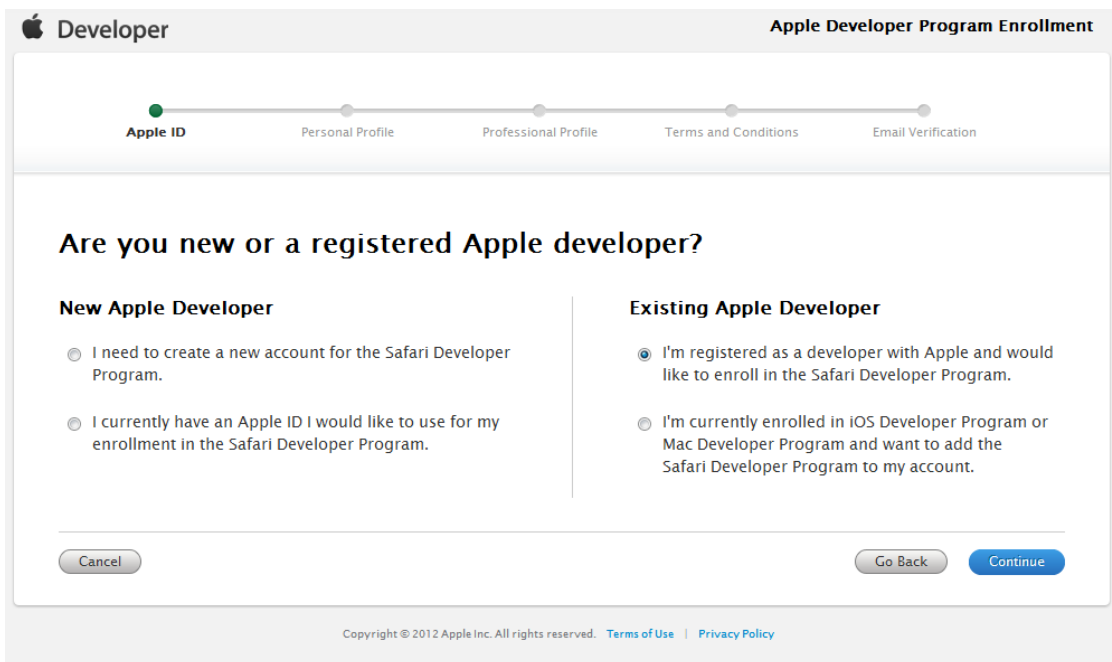 Developer
Apple Developer Program Enrollment
Apple ID
Personal Profile
Professional Profile
Terms and Conditions
Email Verification
Are you new or a registered Apple developer?
New Apple Developer
I need to create a new account for the Safari Developer
Program.
I currently have an Apple ID I would like to use for my
enrollment in the Safari Developer Program.
Existing Apple Developer
I'm registered as a developer with Apple and would
like to enroll in the Safari Developer Program.
I'm currently enrolled in iOS Developer Program or
Mac Developer Program and want to add the
Safari Developer Program to my account.
Cancel
Go Back
Continue
Copyright © 2012 Apple Inc. All rights reserved. Terms of Use | Privacy Policy